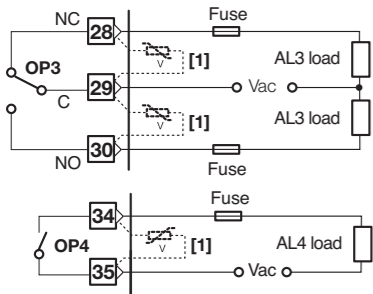 NC
28
Fuse
AL3 load
V
[1]
OP3
29
Vac
C
V
[1]
AL3 load
NO
30
Fuse
34
Fuse
V
[1]
OP4
AL4 load
35
Vac